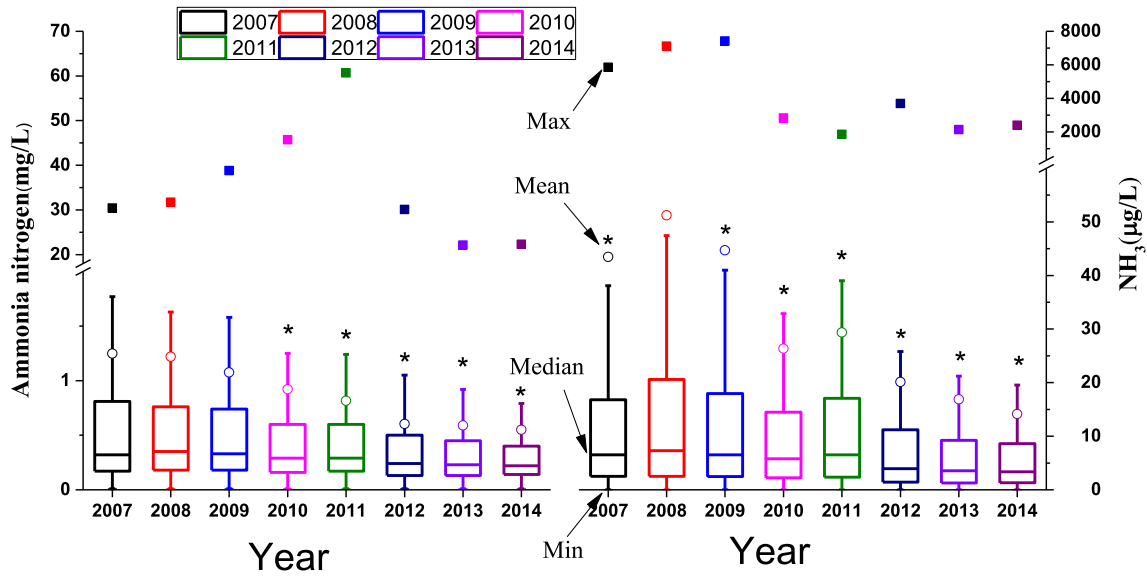 2007 2008 2009 2010
2011 2012 2013 2014
Ammonia nitrogen(mg/L)
70
60
50
40
30
20
1
0
* * * * *
2007 2008 2009 2010 2011 2012 2013 2014
Year
Max
Mean
Median
Min
* * * * * * *
2007 2008 2009 2010 2011 2012 2013 2014
Year
8000
6000
4000
2000
50
40
30
20
10
0
NH₃(μg/L)